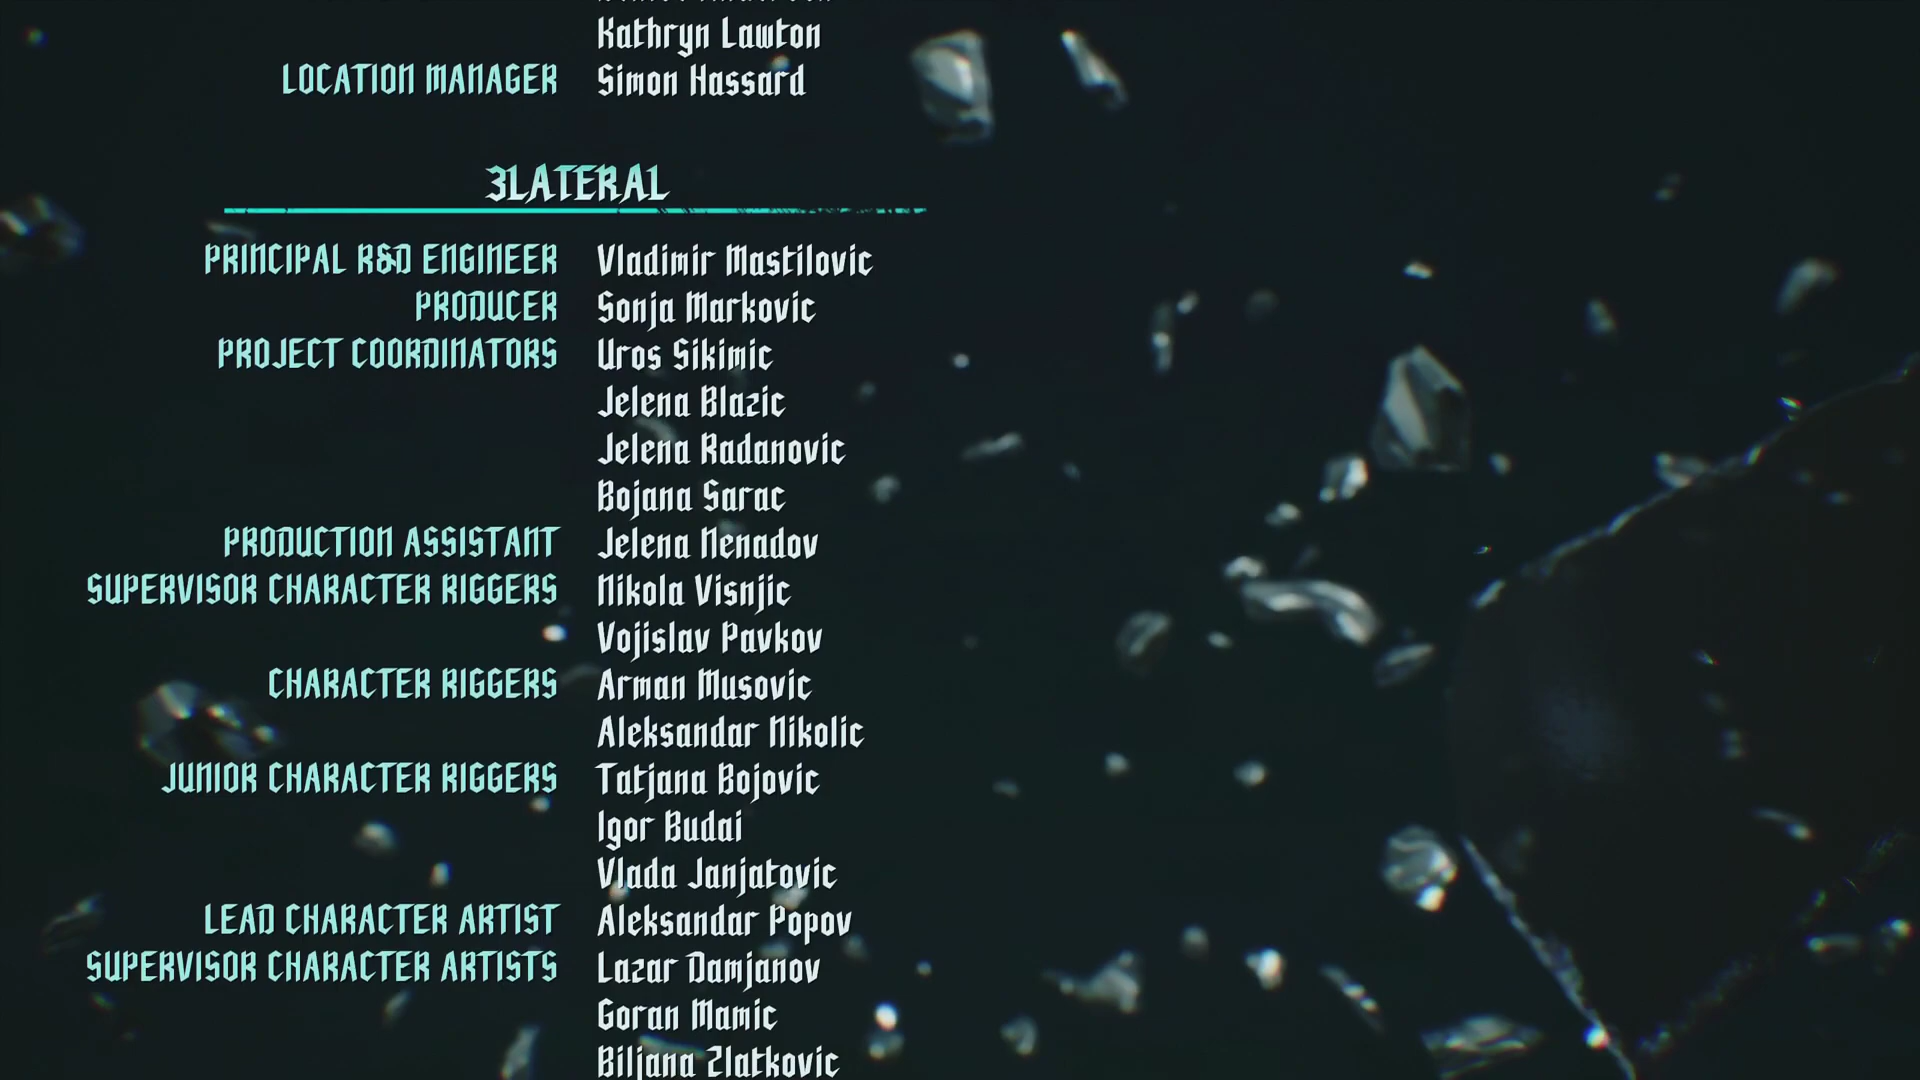 Kathryn Lawton
LOCATION MANAGER Simon Hassard
3LATERAL
PRINCIPAL R&D ENGINEER Vladimir Mastilovic
PRODUCER Sonja Markovic
PROJECT COORDINATORS Uros Sikimic
Jelena Blazic
Jelena Radanovic
Bojana Sarac
PRODUCTION ASSISTANT Jelena Nenadov
SUPERVISOR CHARACTER RIGGERS Nikola Visnjic
Vojislav Pavkov
CHARACTER RIGGERS Arman Musovic
Aleksandar Nikolic
JUNIOR CHARACTER RIGGERS Tatjana Bojovic
Igor Budai
Vlada Janjatovic
LEAD CHARACTER ARTIST Aleksandar Popov
SUPERVISOR CHARACTER ARTISTS Lazar Damjanov
Goran Mamic
Biljana Zlatkovic